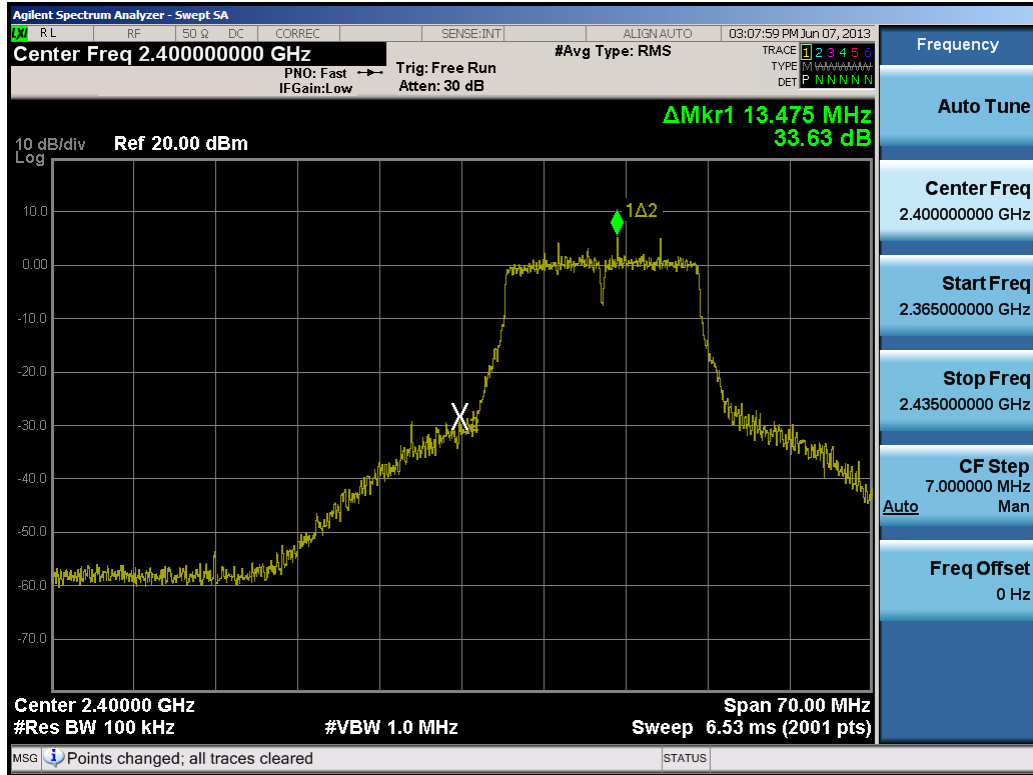 Agilent Spectrum Analyzer - Swept SA
LXI RL RF 50 Ω DC CORREC SENSE:INT ALIGN AUTO 03:07:59 PM Jun 07, 2013
Center Freq 2.400000000 GHz
PNO: Fast
IFGain:Low
Trig: Free Run
Atten: 30 dB
#Avg Type: RMS
TRACE 1 2 3 4 5 6
TYPE M WWWWW
DET P N N N N N
ΔMkr1 13.475 MHz
33.63 dB
10 dB/div
Log
Ref 20.00 dBm
10.0
0.00
-10.0
-20.0
-30.0
-40.0
-50.0
-60.0
-70.0
1Δ2
X
Center 2.40000 GHz
#Res BW 100 kHz
#VBW 1.0 MHz
Span 70.00 MHz
Sweep 6.53 ms (2001 pts)
MSG Points changed; all traces cleared
STATUS
Frequency
Auto Tune
Center Freq
2.400000000 GHz
Start Freq
2.365000000 GHz
Stop Freq
2.435000000 GHz
CF Step
7.000000 MHz
Auto Man
Freq Offset
0 Hz